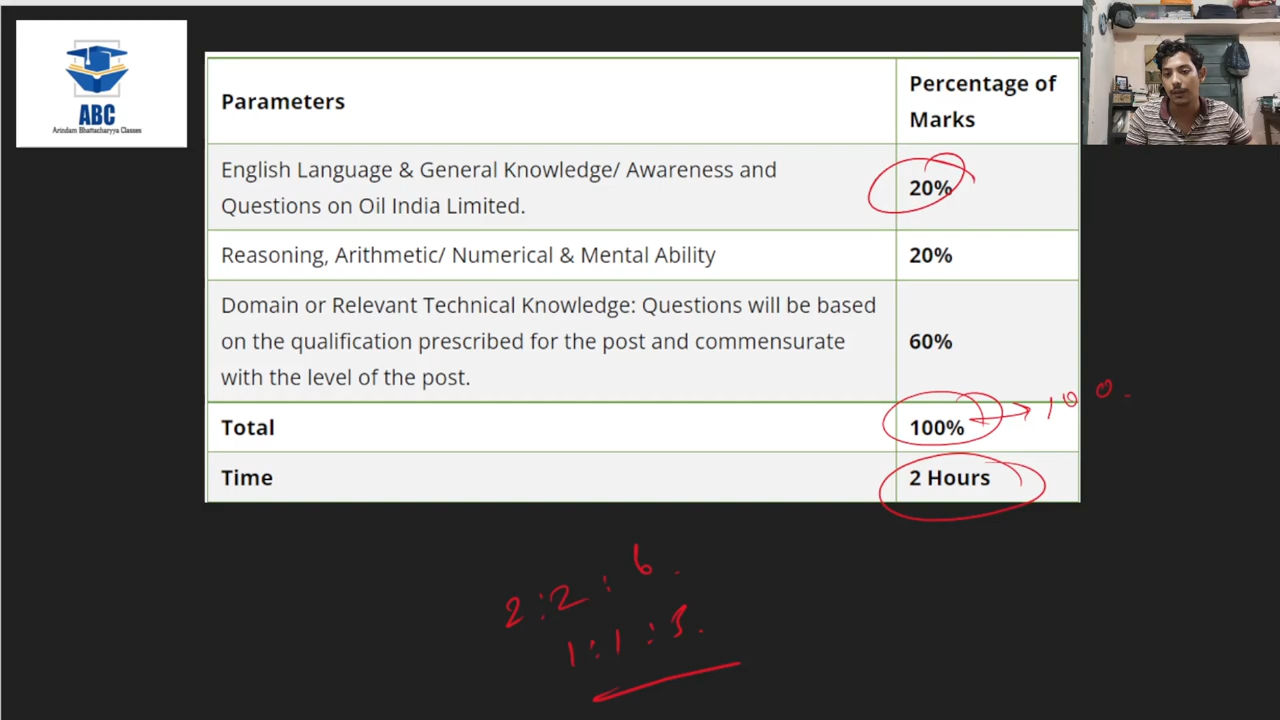 ABC
Arindam Bhattacharyya Classes
Parameters
Percentage of
Marks
English Language & General Knowledge/ Awareness and
Questions on Oil India Limited.
20%
Reasoning, Arithmetic/ Numerical & Mental Ability
20%
Domain or Relevant Technical Knowledge: Questions will be based
on the qualification prescribed for the post and commensurate
with the level of the post.
60%
Total
100%
100.
Time
2 Hours
2:2:6.
1:1:3.